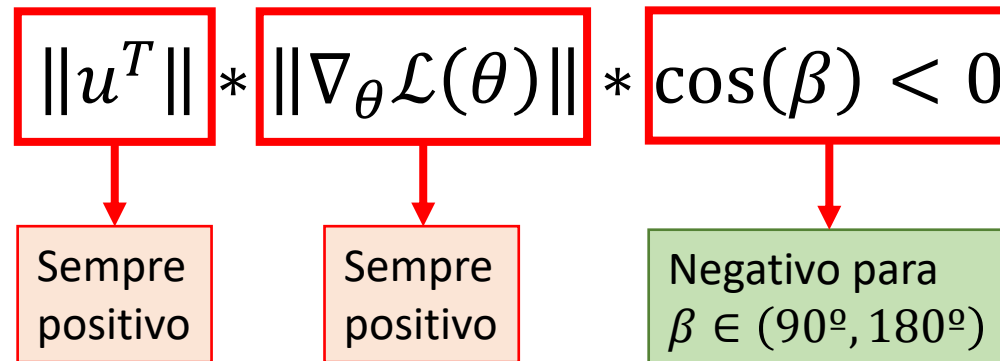 ‖u^T‖ * ‖∇_θ ℒ(θ)‖ * cos(β) < 0
Sempre
positivo
Sempre
positivo
Negativo para
β ∈ (90º, 180º)